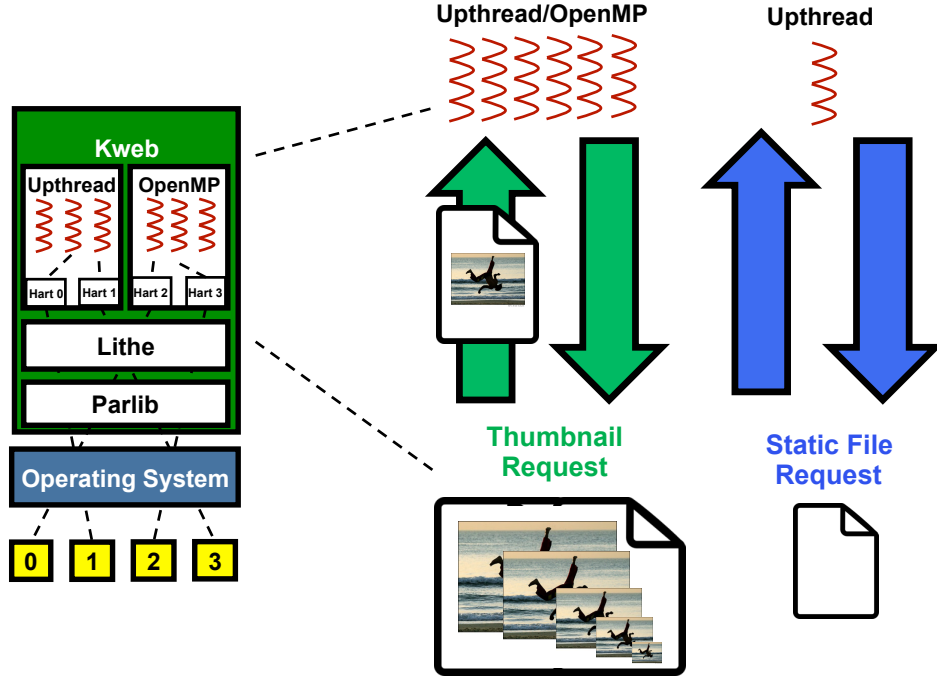 Upthread/OpenMP
Upthread
Kweb
Upthread
OpenMP
Hart 0
Hart 1
Hart 2
Hart 3
Lithe
Parlib
Operating System
0
1
2
3
Thumbnail
Request
Static File
Request